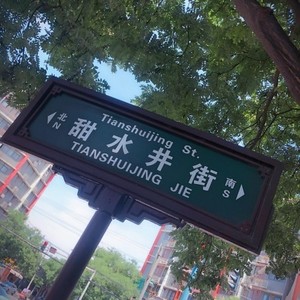 Tianshuijing St.
北 N
甜水井街
南 S
TIANSHUIJING JIE